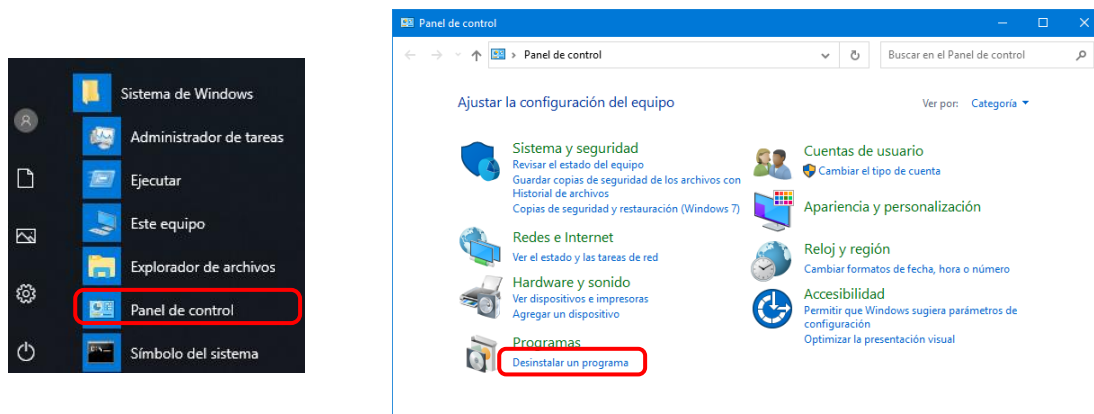 Sistema de Windows
Administrador de tareas
Ejecutar
Este equipo
Explorador de archivos
Panel de control
Símbolo del sistema
Panel de control
Panel de control
Buscar en el Panel de control
Ajustar la configuración del equipo
Ver por: Categoría
Sistema y seguridad
Revisar el estado del equipo
Guardar copias de seguridad de los archivos con
Historial de archivos
Copias de seguridad y restauración (Windows 7)
Redes e Internet
Ver el estado y las tareas de red
Hardware y sonido
Ver dispositivos e impresoras
Agregar un dispositivo
Programas
Desinstalar un programa
Cuentas de usuario
Cambiar el tipo de cuenta
Apariencia y personalización
Reloj y región
Cambiar formatos de fecha, hora o número
Accesibilidad
Permitir que Windows sugiera parámetros de
configuración
Optimizar la presentación visual